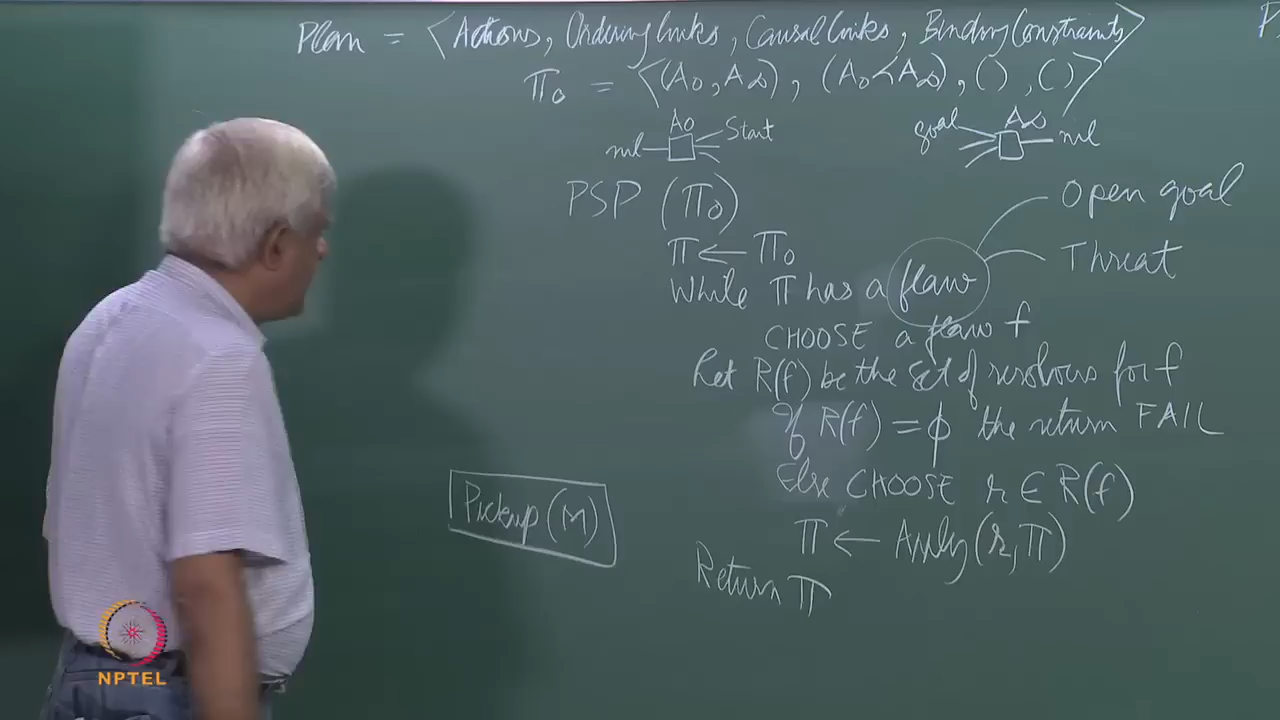 Plan = ⟨Actions, Ordering links, Causal links, Binding Constraints⟩
P
π₀ = ⟨(A₀, A∞), (A₀<A∞), ( ), ( )⟩
A₀
A∞
nil
Start
goal
nil
PSP (π₀)
Open goal
π ← π₀
Threat
While π has a flaw
CHOOSE a flaw f
Let R(f) be the set of resolvers for f
If R(f) = ϕ the return FAIL
Else CHOOSE r ∈ R(f)
Pickup (M)
π ← Apply (r, π)
Return π
NPTEL